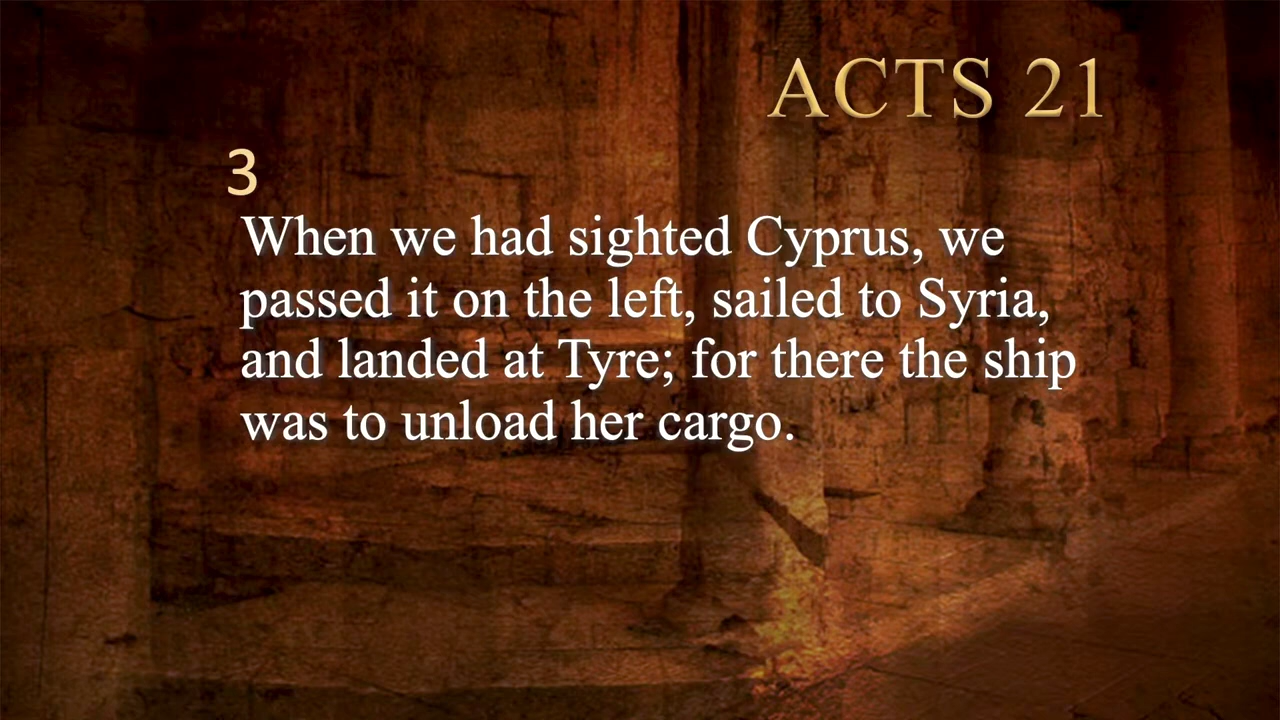 ACTS 21
3
When we had sighted Cyprus, we
passed it on the left, sailed to Syria,
and landed at Tyre; for there the ship
was to unload her cargo.